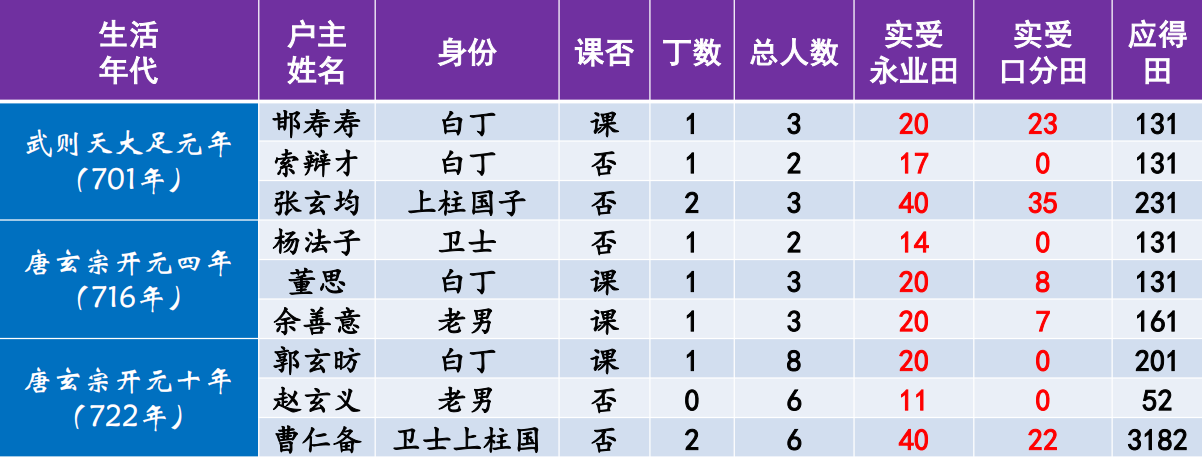 生活年代 户主姓名 身份 课否 丁数 总人数 实受永业田 实受口分田 应得田
武则天大足元年（701年） 邯寿寿 白丁 课 1 3 20 23 131
索辩才 白丁 否 1 2 17 0 131
张玄均 上柱国子 否 2 3 40 35 231
唐玄宗开元四年（716年） 杨法子 卫士 否 1 2 14 0 131
董思 白丁 课 1 3 20 8 131
余善意 老男 课 1 3 20 7 161
唐玄宗开元十年（722年） 郭玄昉 白丁 课 1 8 20 0 201
赵玄义 老男 否 0 6 11 0 52
曹仁备 卫士上柱国 否 2 6 40 22 3182